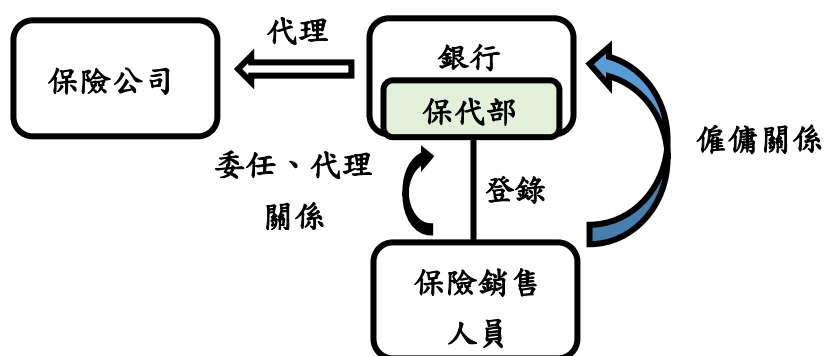 代理
保險公司
銀行
保代部
僱傭關係
委任、代理
關係
登錄
保險銷售
人員